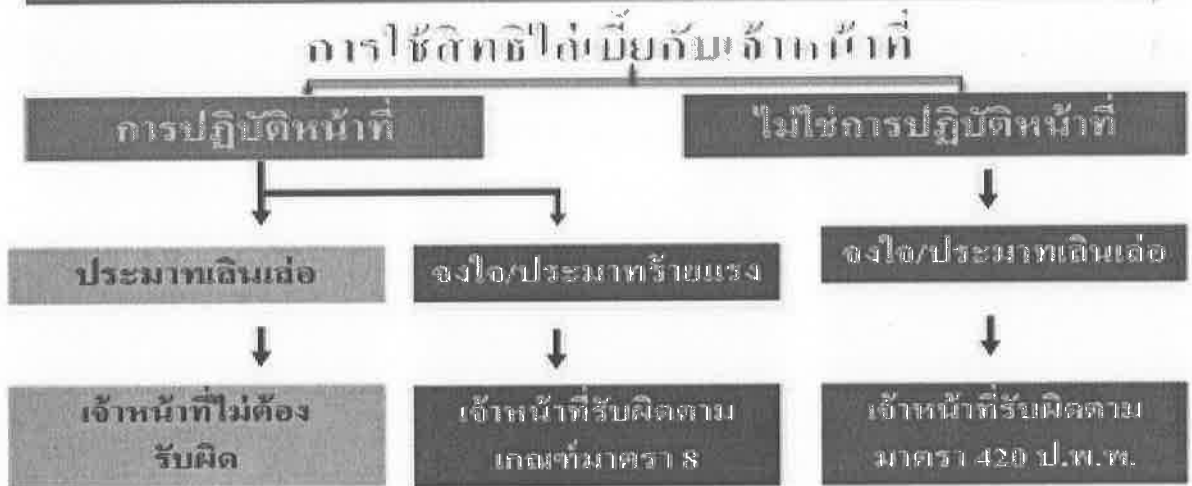 การใช้สิทธิไล่เบี้ยกับเจ้าหน้าที่
การปฏิบัติหน้าที่
ไม่ใช่การปฏิบัติหน้าที่
ประมาทเลินเล่อ
จงใจ/ประมาทร้ายแรง
จงใจ/ประมาทเลินเล่อ
เจ้าหน้าที่ไม่ต้อง
รับผิด
เจ้าหน้าที่รับผิดตาม
เกณฑ์มาตรา 8
เจ้าหน้าที่รับผิดตาม
มาตรา 420 ป.พ.พ.